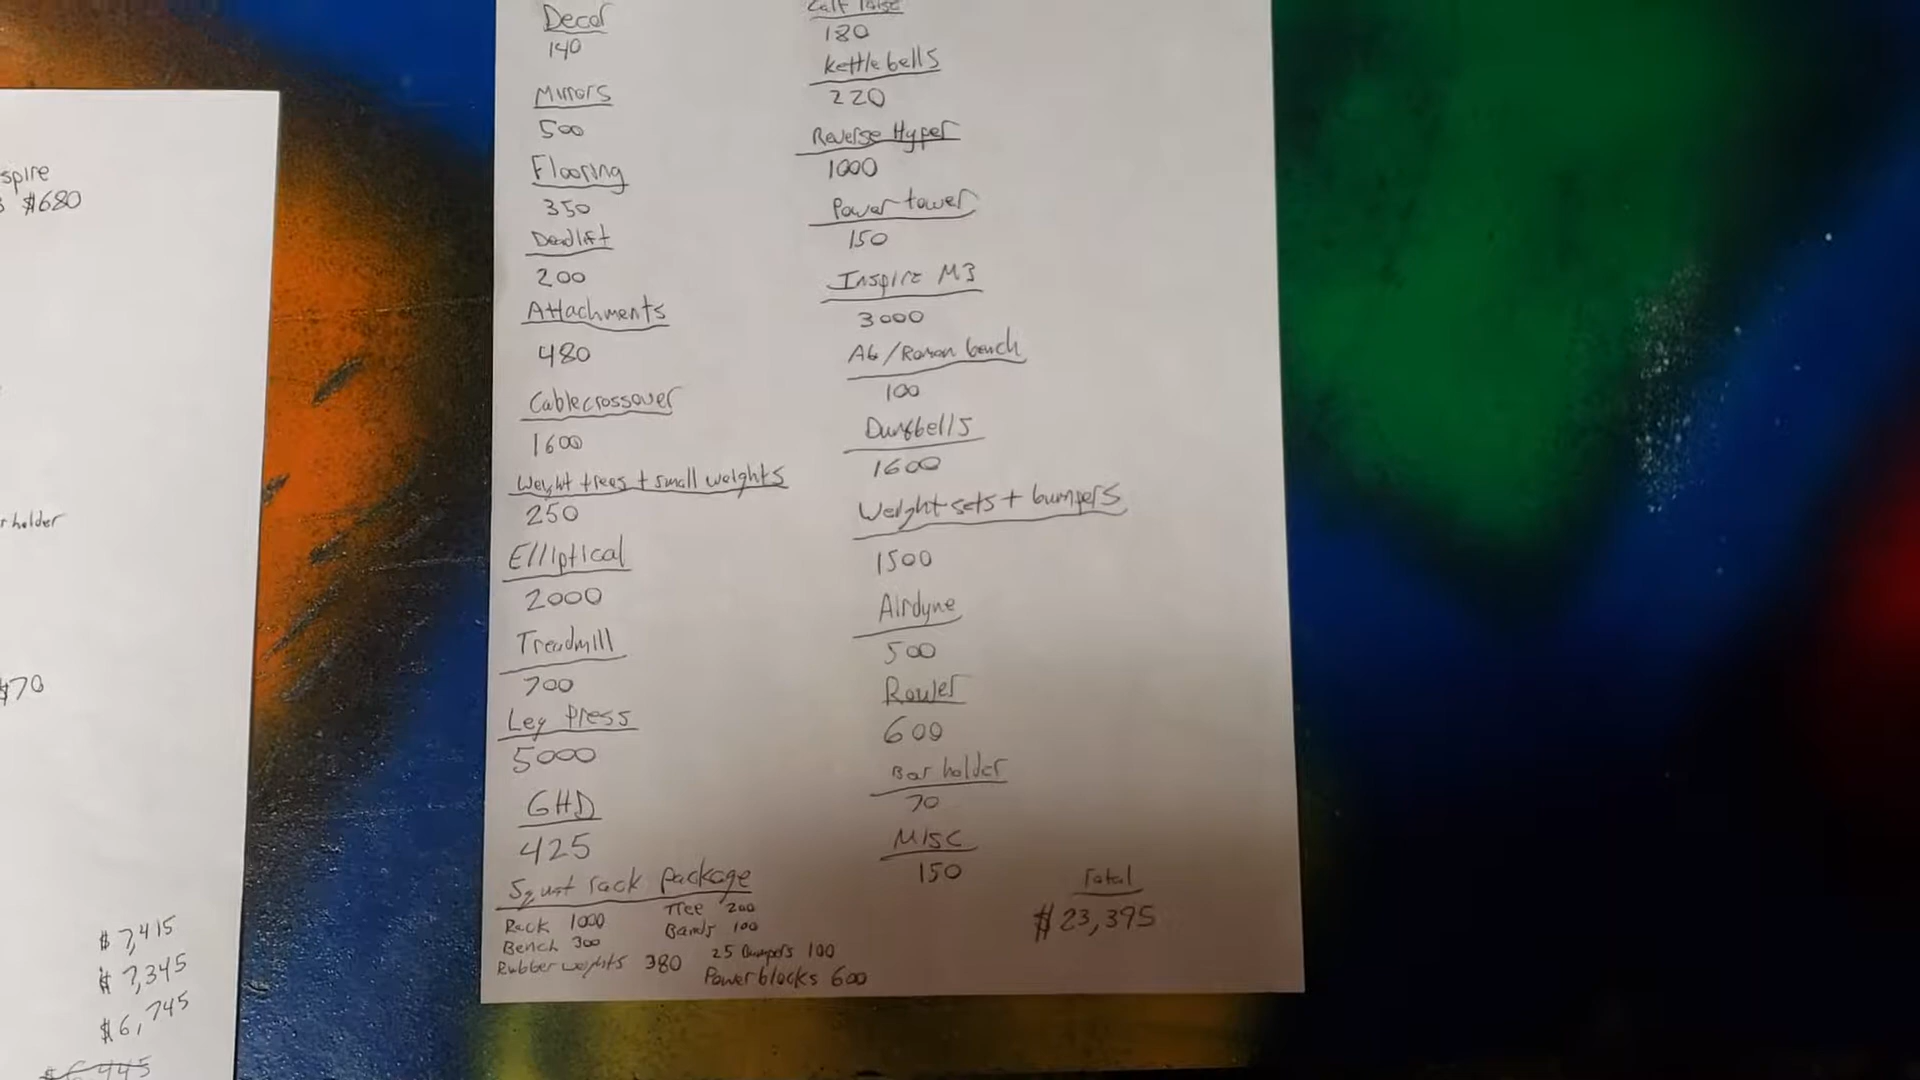 spire
$680
r holder
$70
$7,415
$7,345
$6,745
Decor
140
Mirrors
500
Flooring
350
Deadlift
200
Attachments
480
Cablecrossover
1600
Weight trees + small weights
250
Elliptical
2000
Treadmill
700
Leg Press
5000
GHD
425
Squat rack package
Rack 1000
Bench 300
Rubber weights 380
Tree 200
Bands 100
25 Bumpers 100
Powerblocks 600
Calf raise
180
Kettlebells
220
Reverse Hyper
1000
Power tower
150
Inspire M3
3000
Ab/Roman bench
100
Dumbbells
1600
Weight sets + bumpers
1500
Airdyne
500
Rower
600
Bar holder
70
Misc
150
Total
$23,395